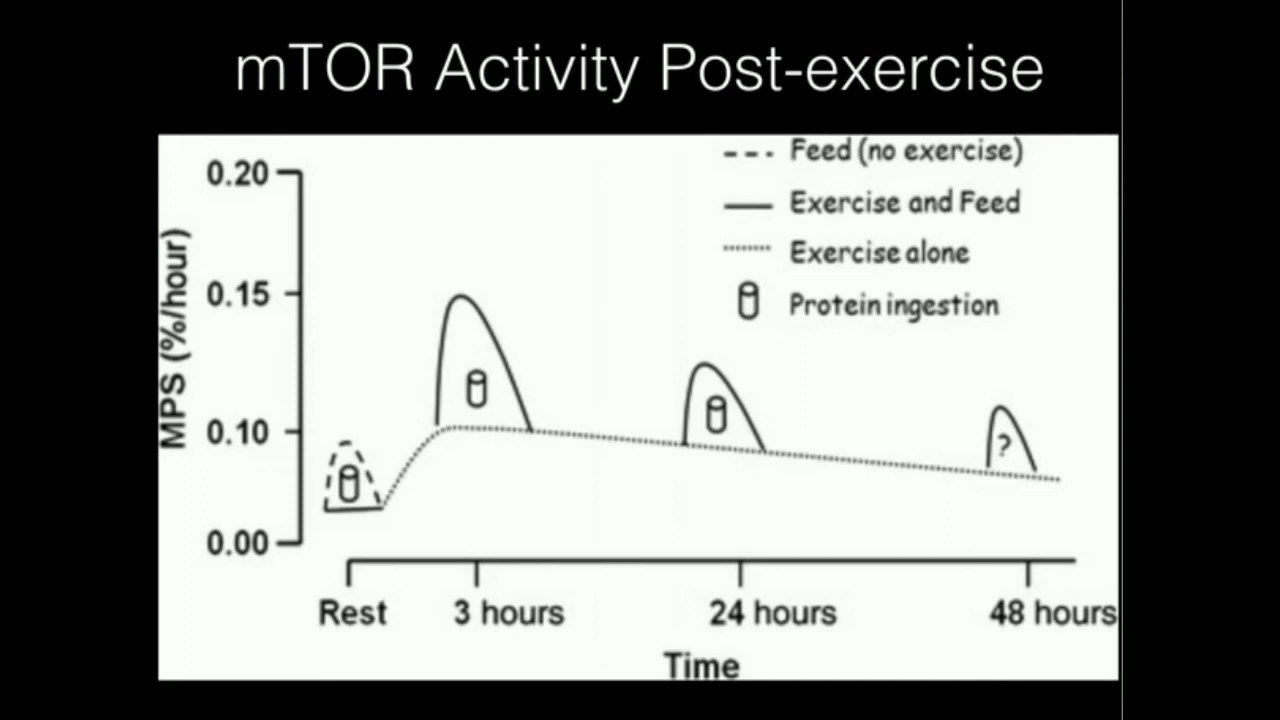 mTOR Activity Post-exercise
Feed (no exercise)
Exercise and Feed
Exercise alone
Protein ingestion
MPS (%/hour)
0.20
0.15
0.10
0.00
?
Rest
3 hours
24 hours
48 hours
Time